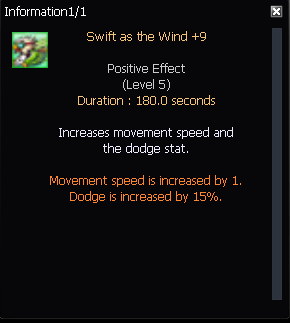 Information1/1
Swift as the Wind +9
Positive Effect
(Level 5)
Duration : 180.0 seconds
Increases movement speed and
the dodge stat.
Movement speed is increased by 1.
Dodge is increased by 15%.